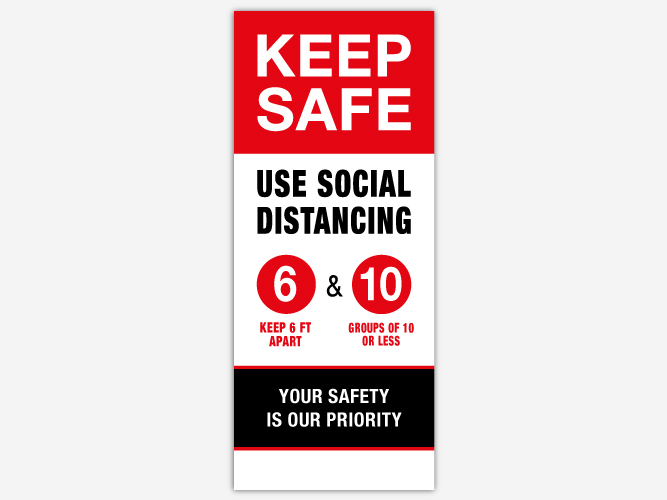 KEEP
SAFE
USE SOCIAL
DISTANCING
6 & 10
KEEP 6 FT
APART
GROUPS OF 10
OR LESS
YOUR SAFETY
IS OUR PRIORITY